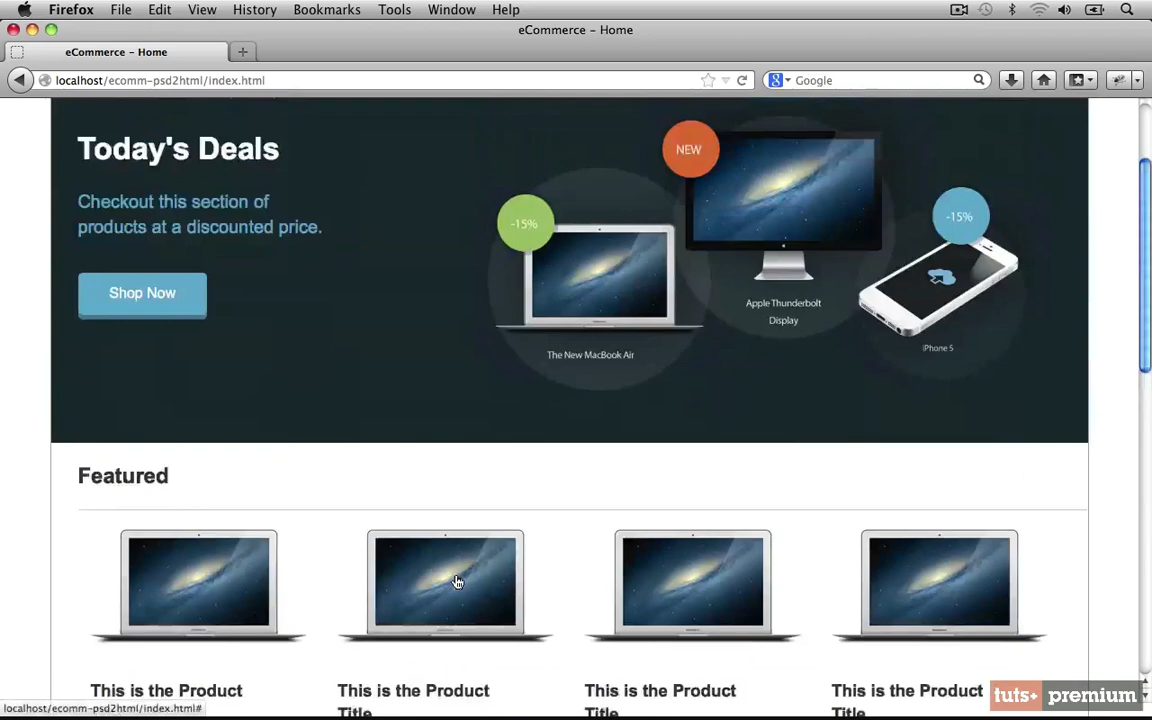 Firefox File Edit View History Bookmarks Tools Window Help
eCommerce – Home
eCommerce – Home
localhost/ecomm-psd2html/index.html
Google
Today's Deals
Checkout this section of
products at a discounted price.
Shop Now
NEW
-15%
-15%
Apple Thunderbolt
Display
iPhone 5
The New MacBook Air
Featured
This is the Product
Title
This is the Product
Title
This is the Product
Title
This is the Product
Title
localhost/ecomm-psd2html/index.html#
tuts+ premium